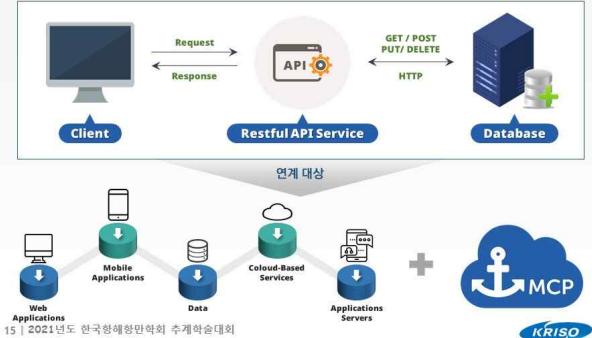 Request
Response
API
GET / POST
PUT/ DELETE
HTTP
Client
Restful API Service
Database
연계 대상
Mobile
Applications
Coloud-Based
Services
Web
Applications
Data
Applications
Servers
MCP
15 | 2021년도 한국항해항만학회 추계학술대회
KRISO